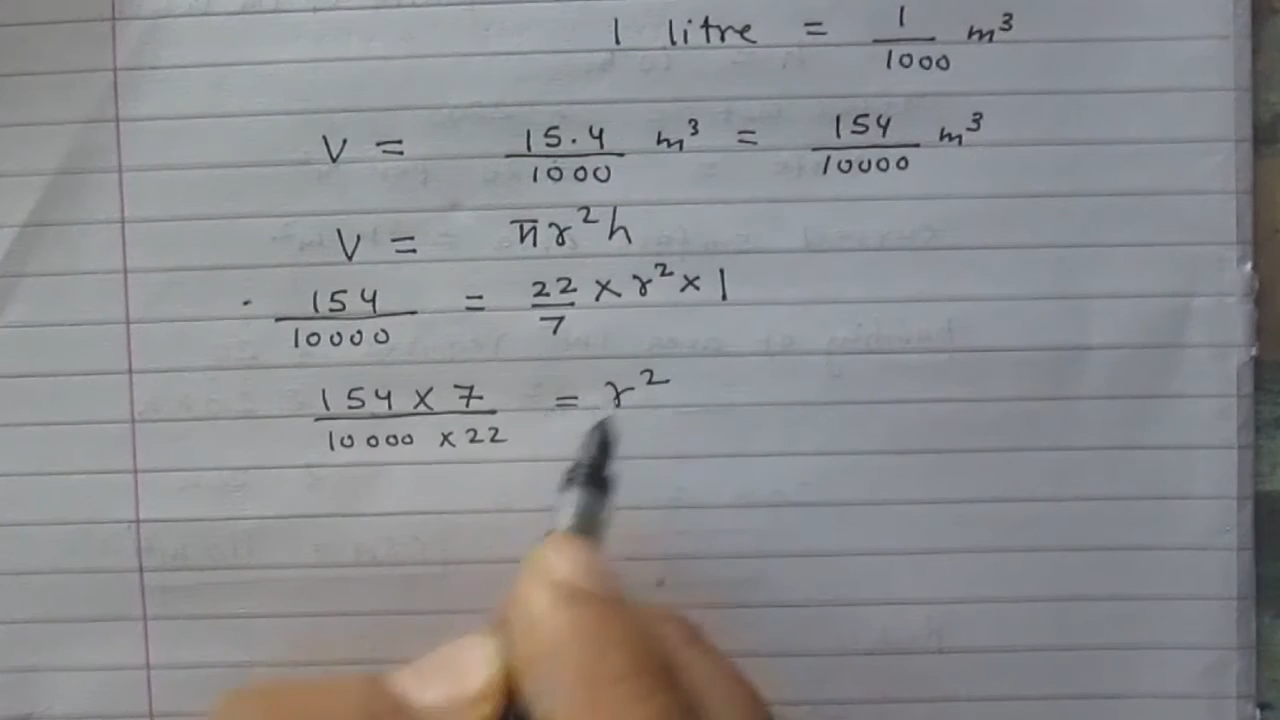 1 litre = 1/1000 m³
V = 15.4/1000 m³ = 154/10000 m³
V = πr²h
154/10000 = 22/7 × r² × 1
154 × 7/10000 × 22 = r²